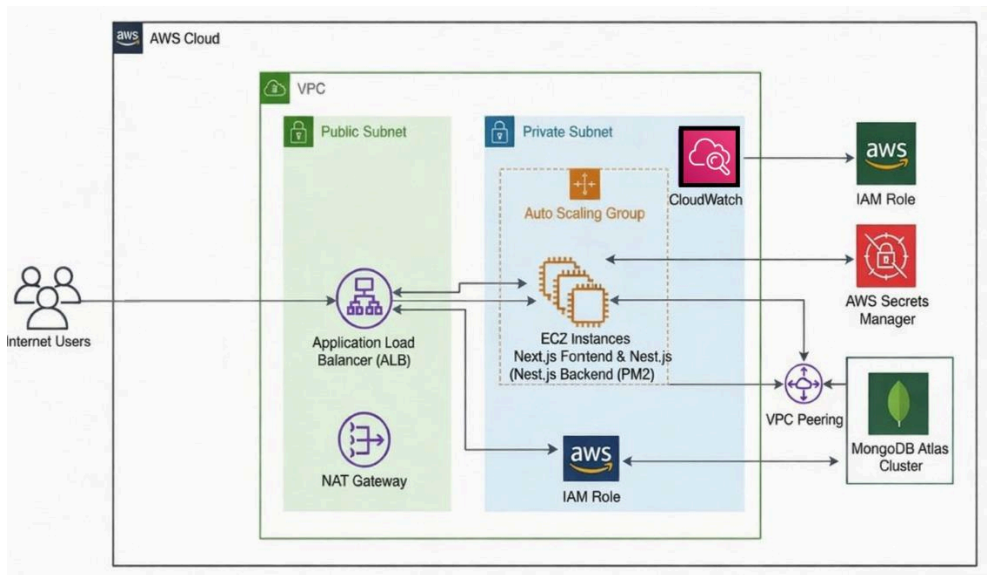 aws
AWS Cloud
VPC
Public Subnet
Private Subnet
CloudWatch
aws
IAM Role
Auto Scaling Group
AWS Secrets
Manager
Internet Users
Application Load
Balancer (ALB)
EC2 Instances
Next.js Fontend & Nest.js
(Nest.js Backend (PM2)
VPC Peering
MongoDB Atlas
Cluster
NAT Gateway
aws
IAM Role